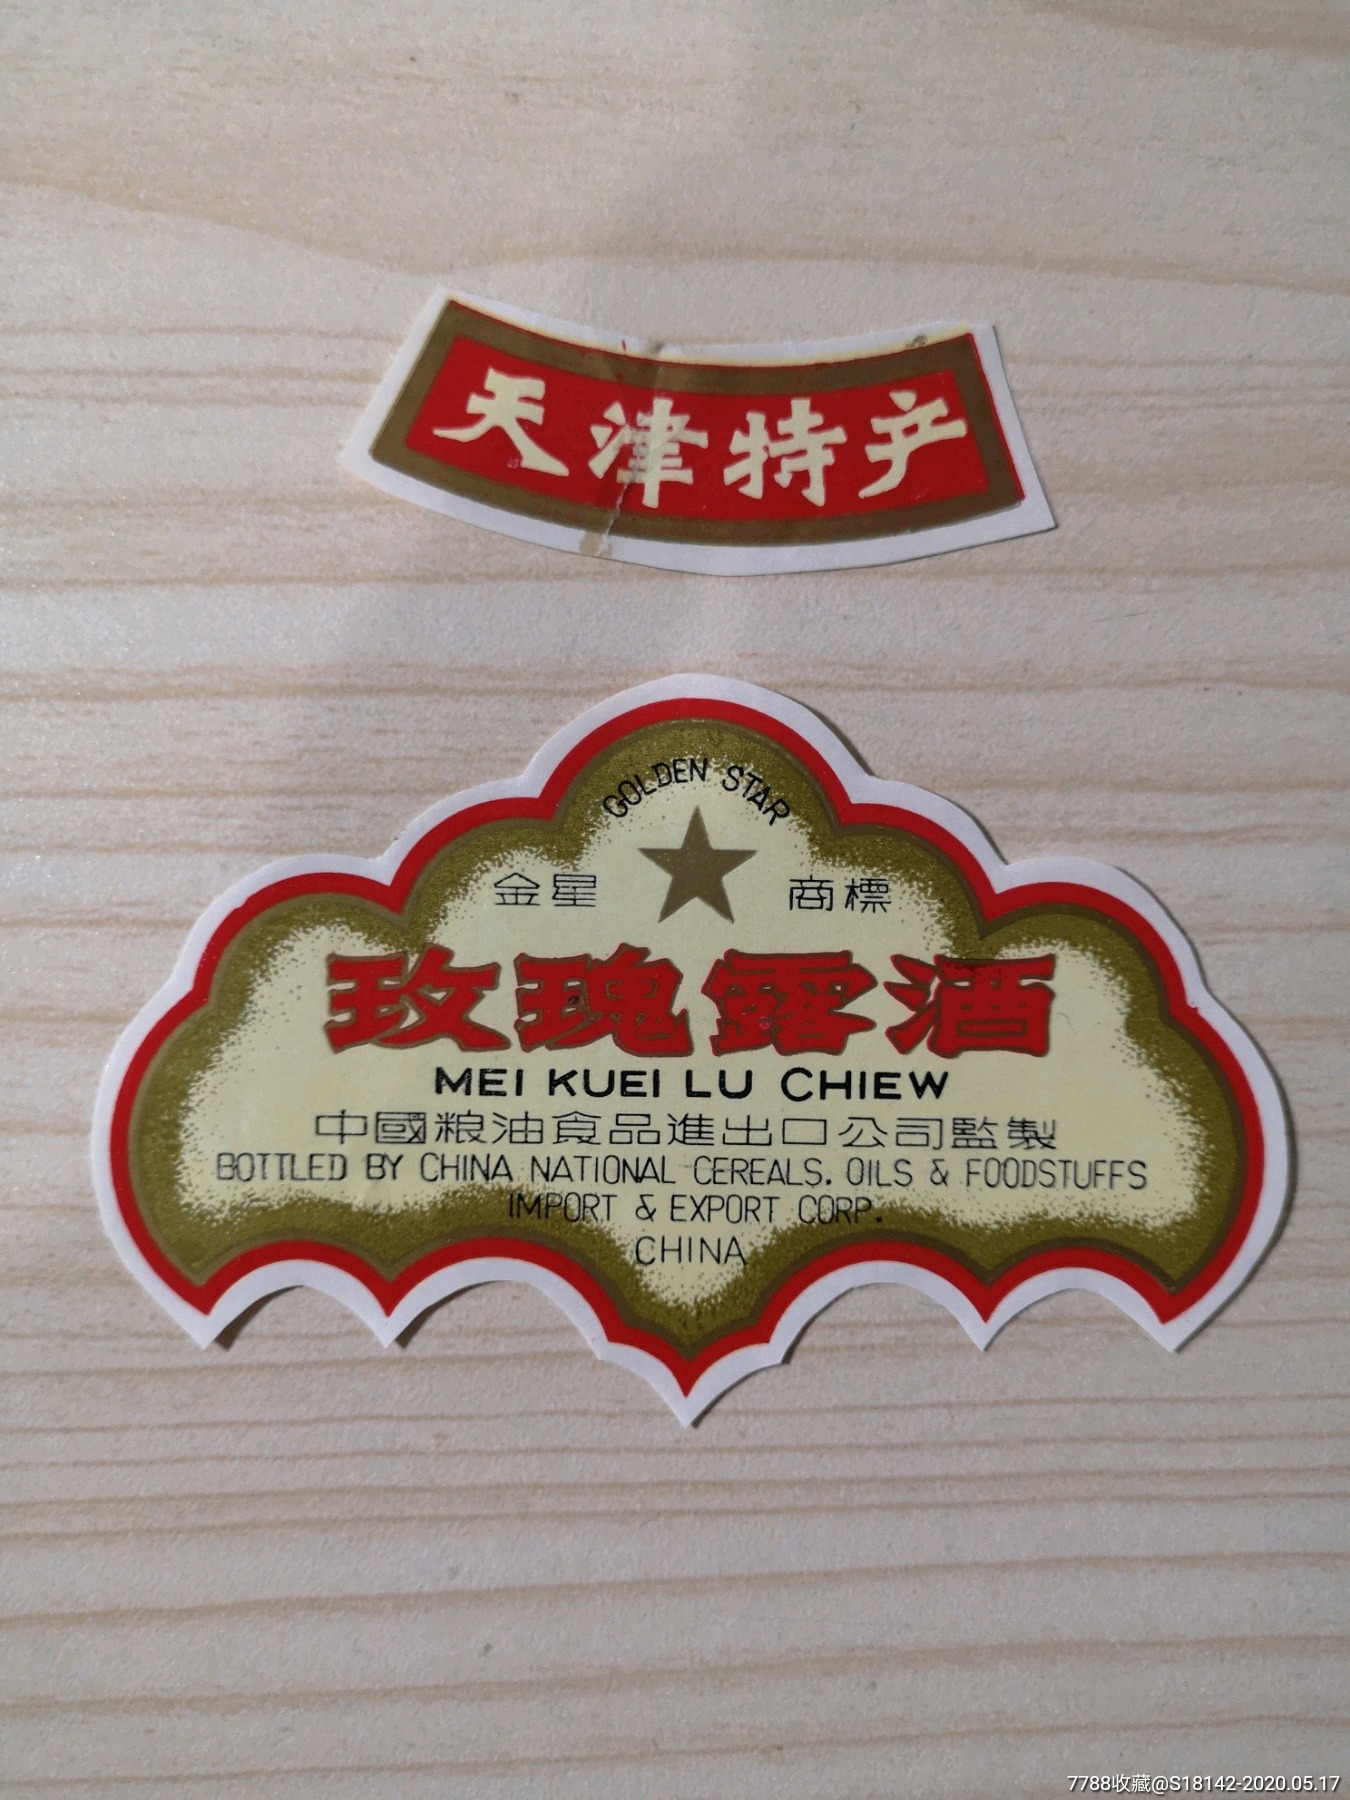 天津特产
GOLDEN STAR
金星 商標
玫瑰露酒
MEI KUEI LU CHIEW
中國粮油食品進出口公司監製
BOTTLED BY CHINA NATIONAL CEREALS. OILS & FOODSTUFFS
IMPORT & EXPORT CORP.
CHINA
7788收藏@S18142-2020.05.17